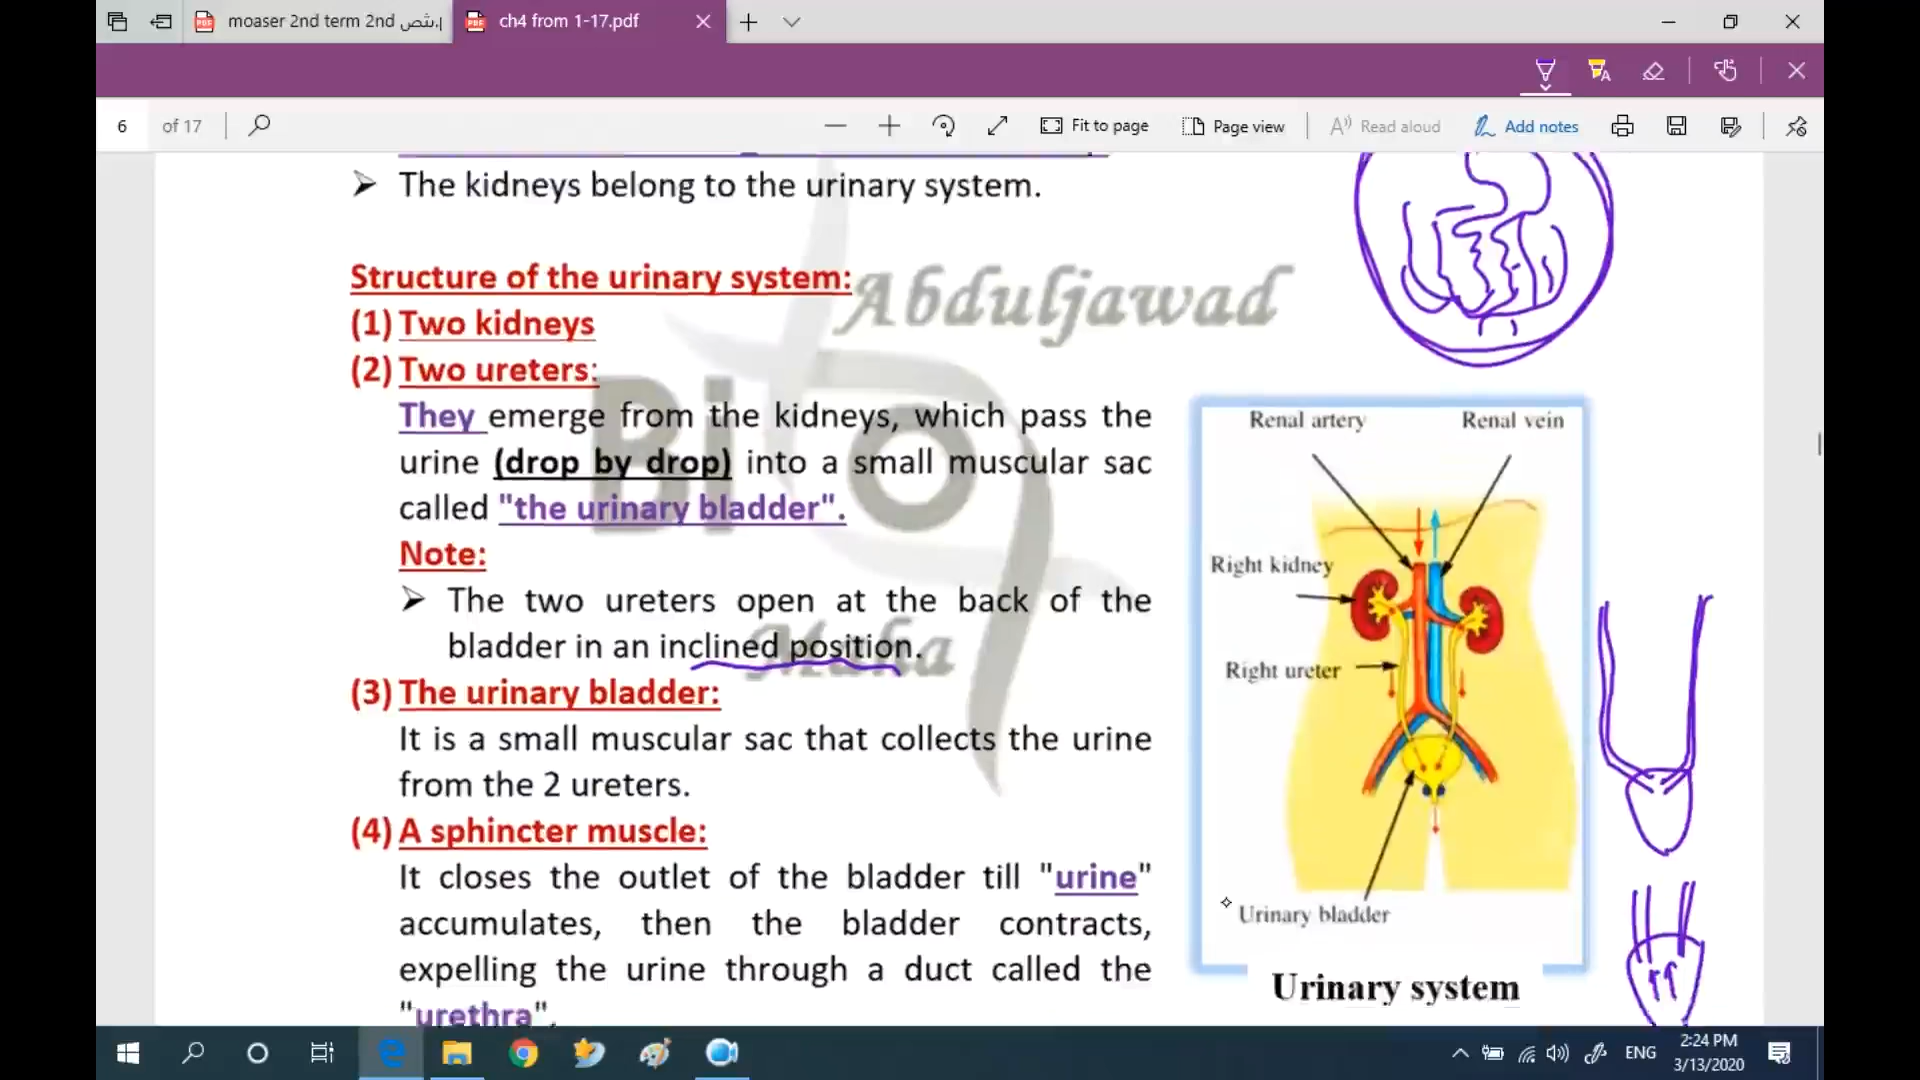 moaser 2nd term 2nd
ch4 from 1-17.pdf
6 of 17
Fit to page
Page view
Read aloud
Add notes
The kidneys belong to the urinary system.
Structure of the urinary system:
(1) Two kidneys
(2) Two ureters:
They emerge from the kidneys, which pass the
urine (drop by drop) into a small muscular sac
called "the urinary bladder".
Note:
The two ureters open at the back of the
bladder in an inclined position.
(3) The urinary bladder:
It is a small muscular sac that collects the urine
from the 2 ureters.
(4) A sphincter muscle:
It closes the outlet of the bladder till "urine"
accumulates, then the bladder contracts,
expelling the urine through a duct called the
"urethra".
Abduljawad
Bio
Maha
Renal artery
Renal vein
Right kidney
Right ureter
Urinary bladder
Urinary system
ENG
2:24 PM
3/13/2020